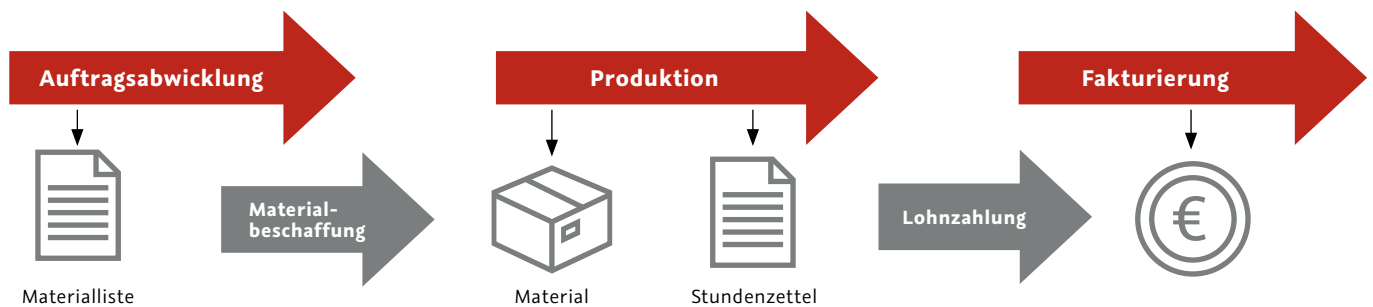 Auftragsabwicklung
Produktion
Fakturierung
Material-
beschaffung
Lohnzahlung
€
Materialliste
Material
Stundenzettel